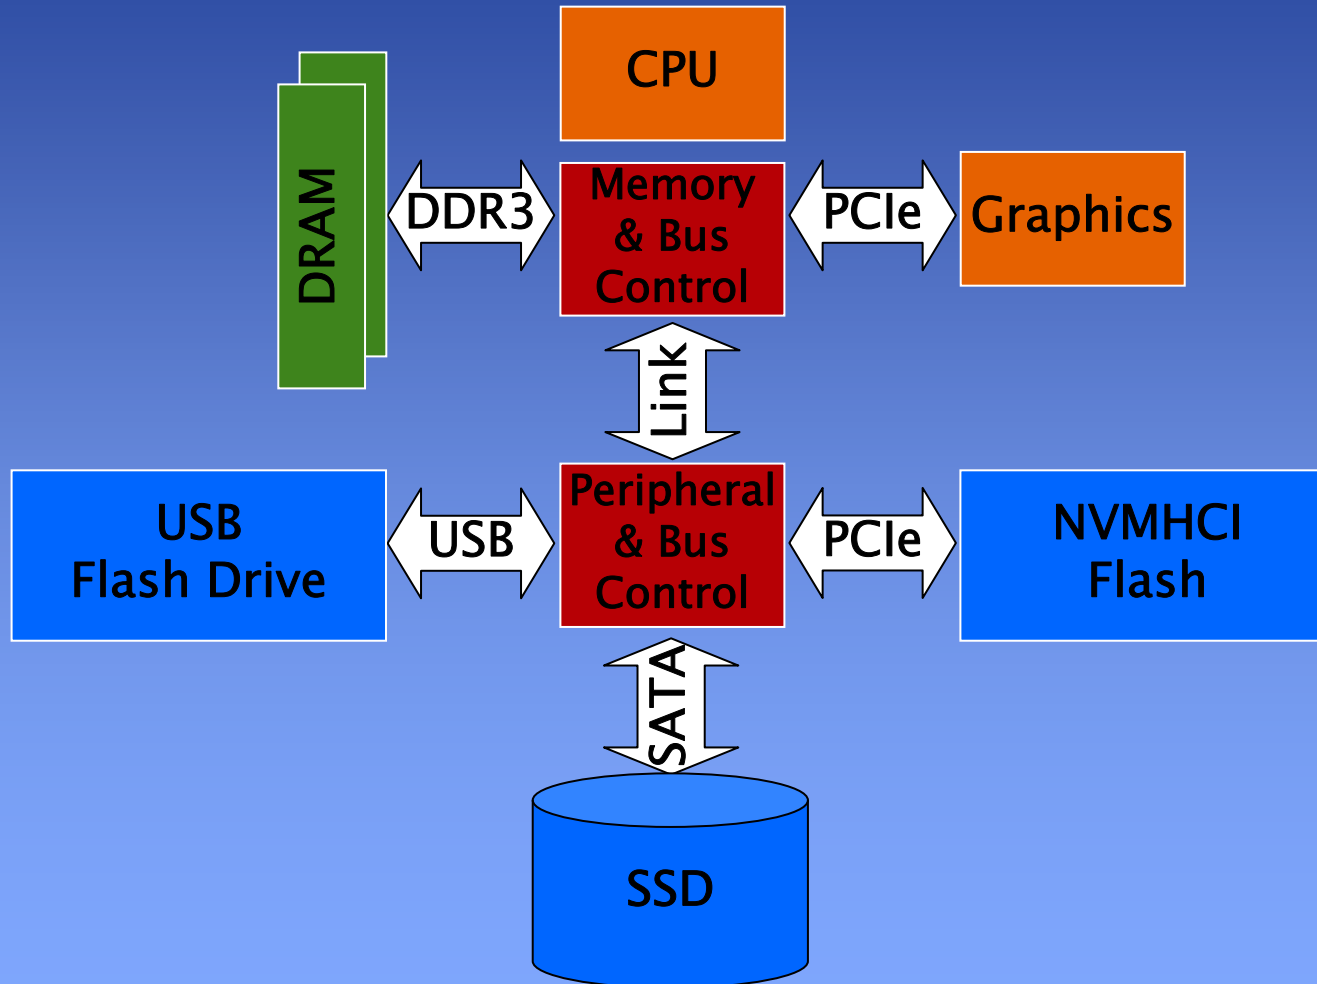 CPU
DRAM
DDR3
Memory
& Bus
Control
PCIe
Graphics
Link
USB
Flash Drive
USB
Peripheral
& Bus
Control
PCIe
NVMHCI
Flash
SATA
SSD